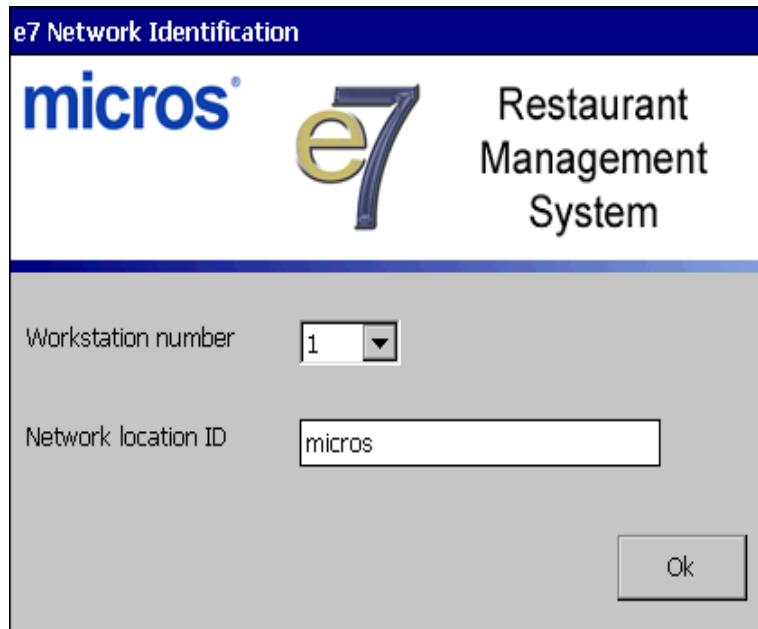 e7 Network Identification
micros®
e7
Restaurant
Management
System
Workstation number
1
Network location ID
micros
Ok